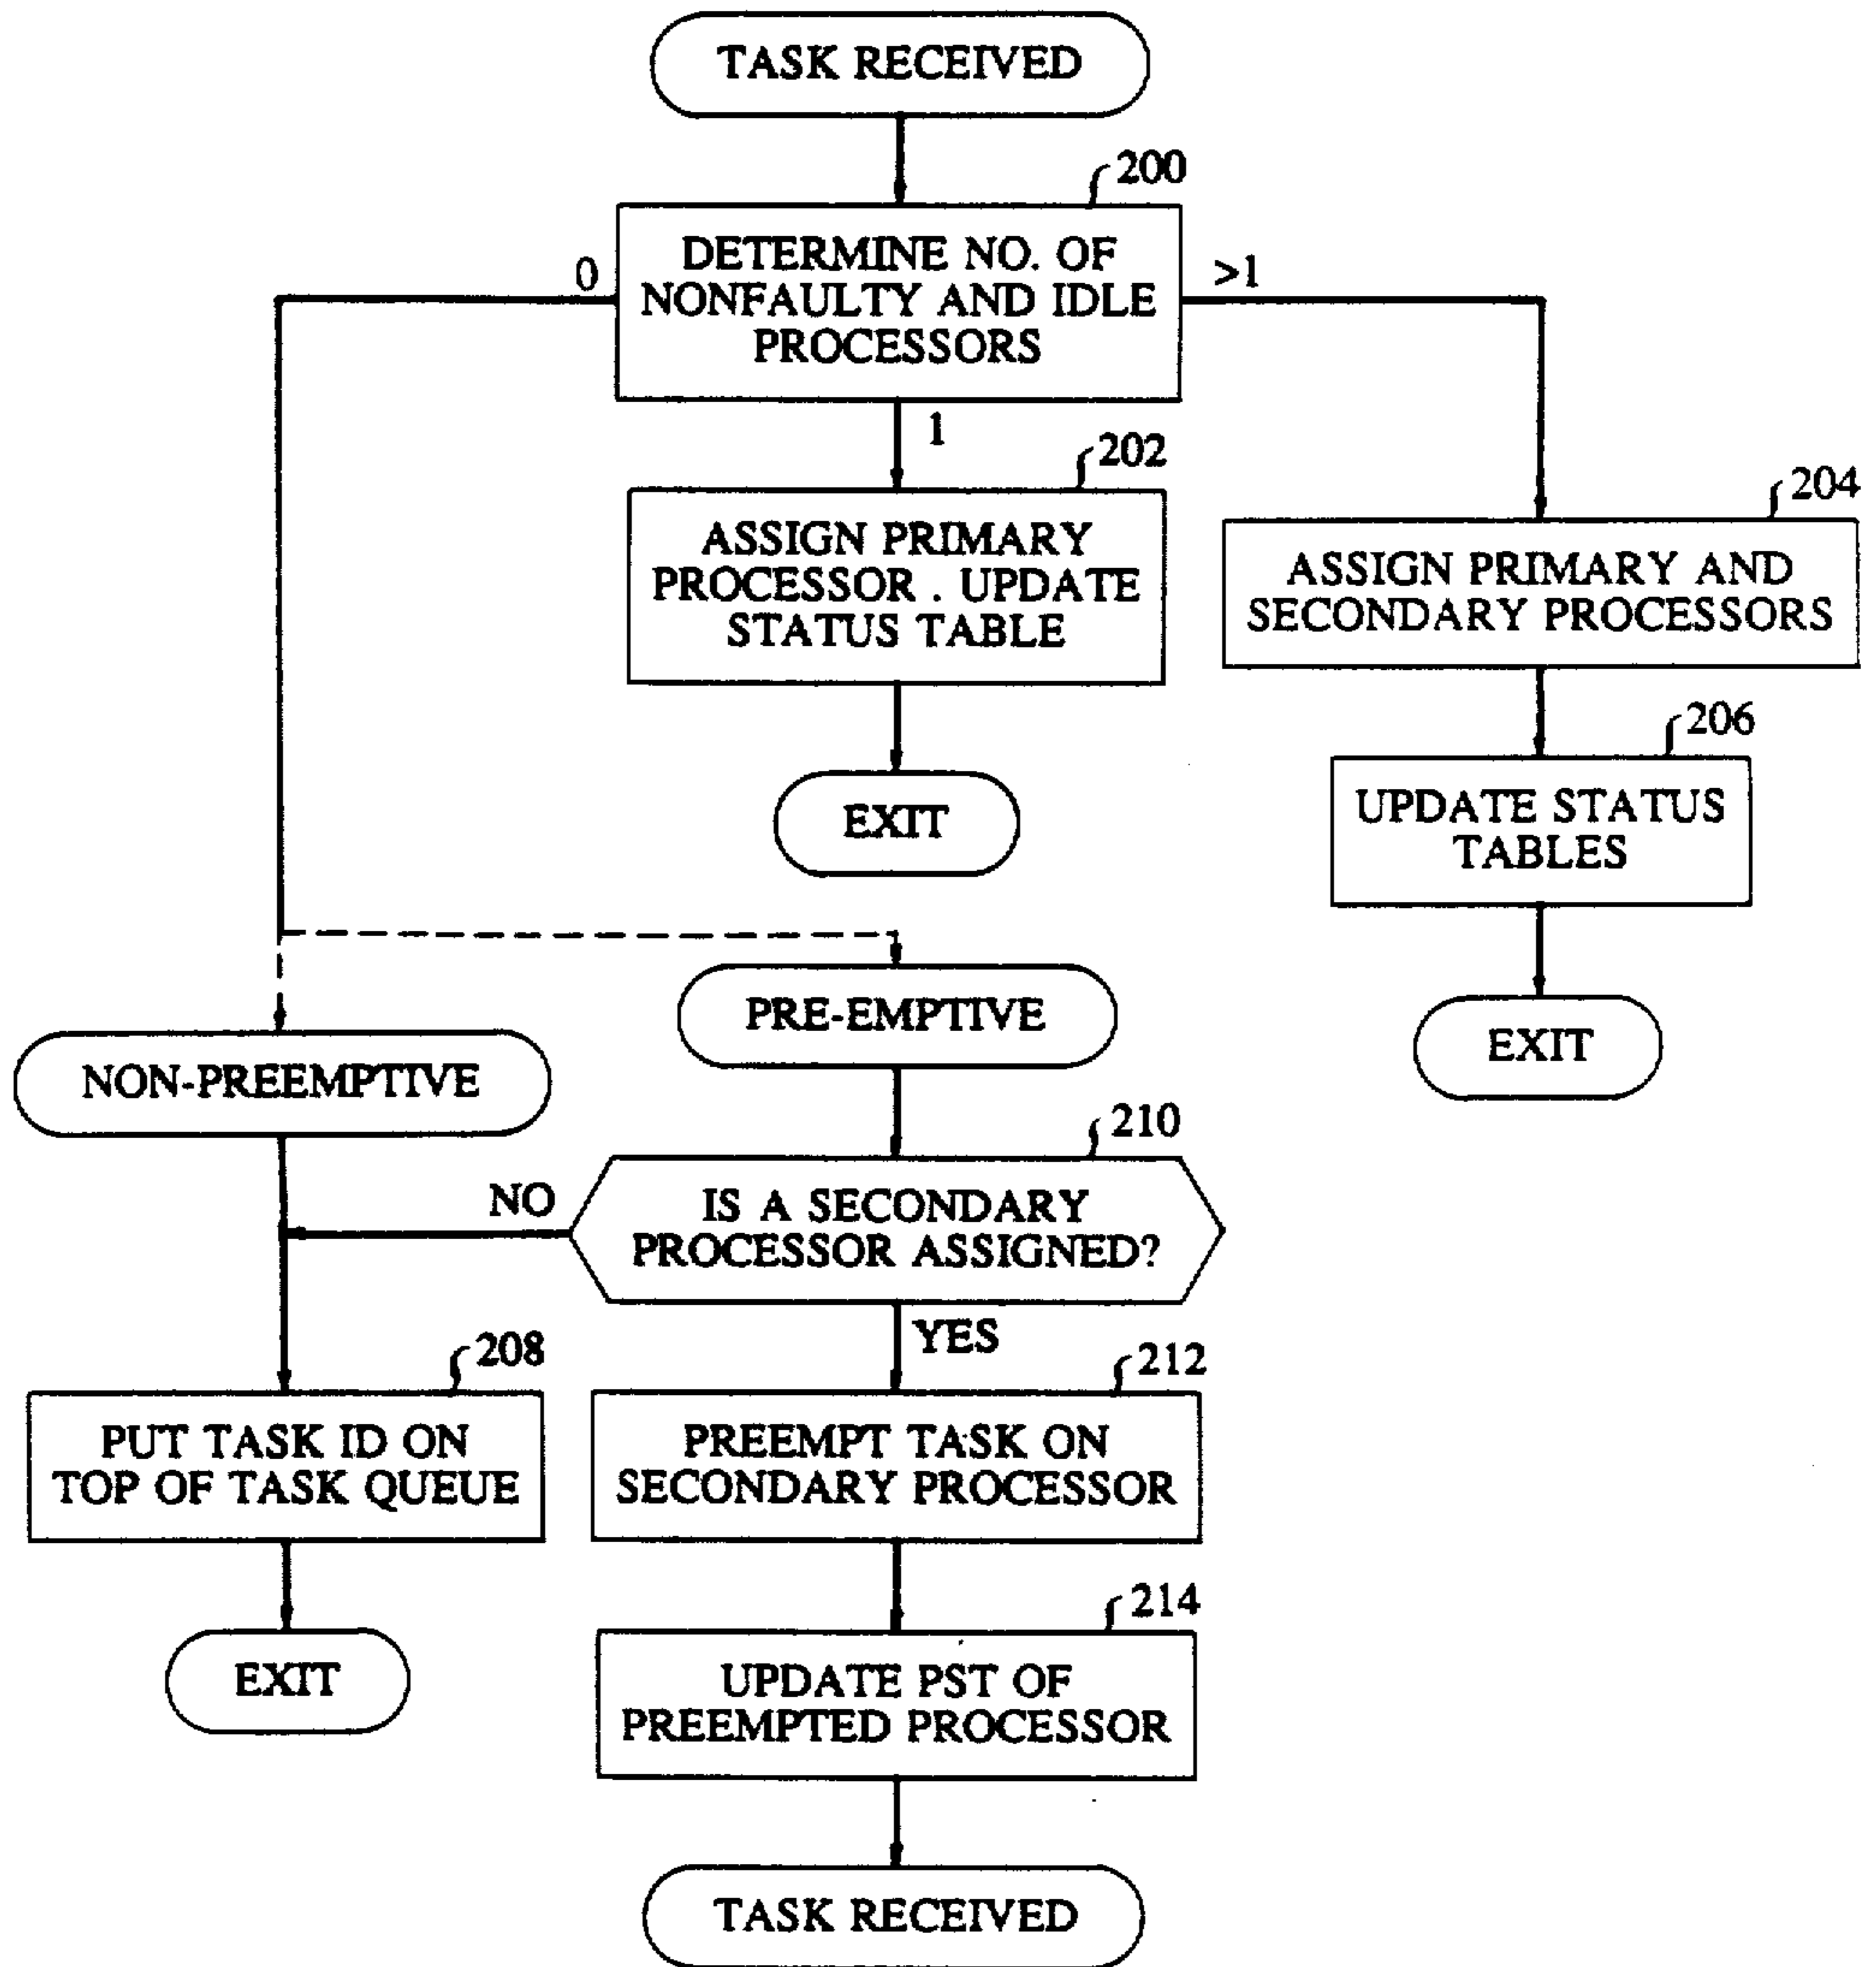 TASK RECEIVED
200
DETERMINE NO. OF
NONFAULTY AND IDLE
PROCESSORS
0
>1
1
202
ASSIGN PRIMARY
PROCESSOR . UPDATE
STATUS TABLE
204
ASSIGN PRIMARY AND
SECONDARY PROCESSORS
206
UPDATE STATUS
TABLES
EXIT
EXIT
PRE-EMPTIVE
NON-PREEMPTIVE
210
IS A SECONDARY
PROCESSOR ASSIGNED?
NO
YES
208
PUT TASK ID ON
TOP OF TASK QUEUE
212
PREEMPT TASK ON
SECONDARY PROCESSOR
EXIT
214
UPDATE PST OF
PREEMPTED PROCESSOR
TASK RECEIVED